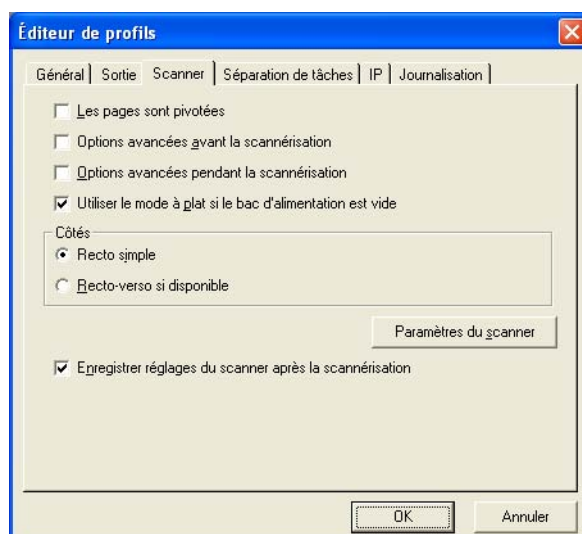 Éditeur de profils
Général Sortie Scanner Séparation de tâches IP Journalisation
Les pages sont pivotées
Options avancées avant la scannérisation
Options avancées pendant la scannérisation
Utiliser le mode à plat si le bac d'alimentation est vide
Côtés
Recto simple
Recto-verso si disponible
Paramètres du scanner
Enregistrer réglages du scanner après la scannérisation
OK Annuler